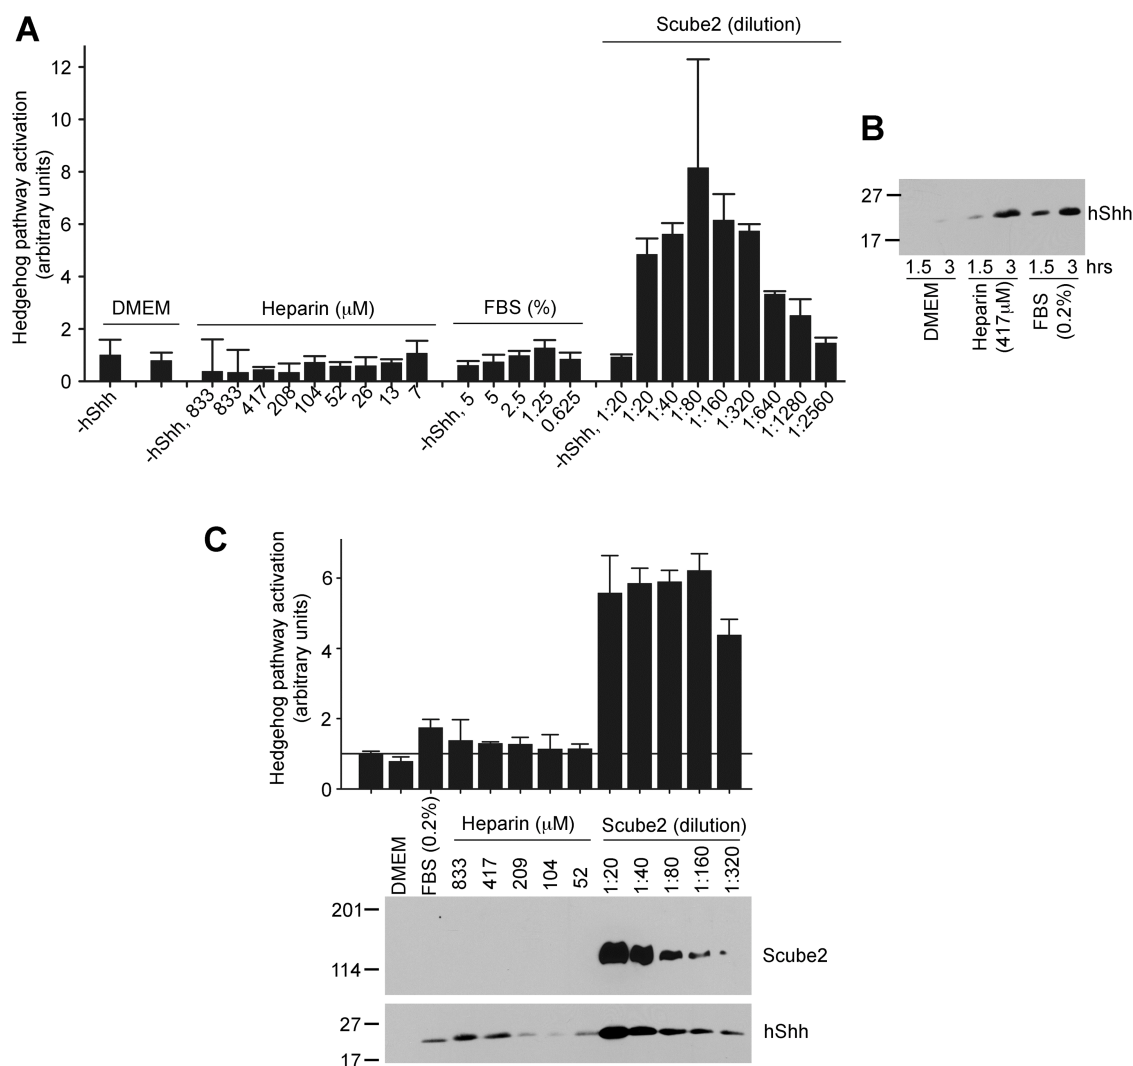 A
Scube2 (dilution)
Hedgehog pathway activation
(arbitrary units)
12
10
8
6
4
2
0
DMEM
Heparin (µM)
FBS (%)
-hShh
-hShh, 833
833
417
208
104
52
26
13
7
-hShh, 5
5
2.5
1.25
0.625
-hShh, 1:20
1:20
1:40
1:80
1:160
1:320
1:640
1:1280
1:2560
B
27
17
hShh
1.5 3 1.5 3 1.5 3 hrs
DMEM
Heparin
(417µM)
FBS
(0.2%)
C
Hedgehog pathway activation
(arbitrary units)
6
4
2
0
DMEM
FBS (0.2%)
Heparin (µM)
833
417
209
104
52
Scube2 (dilution)
1:20
1:40
1:80
1:160
1:320
201
114
Scube2
27
17
hShh